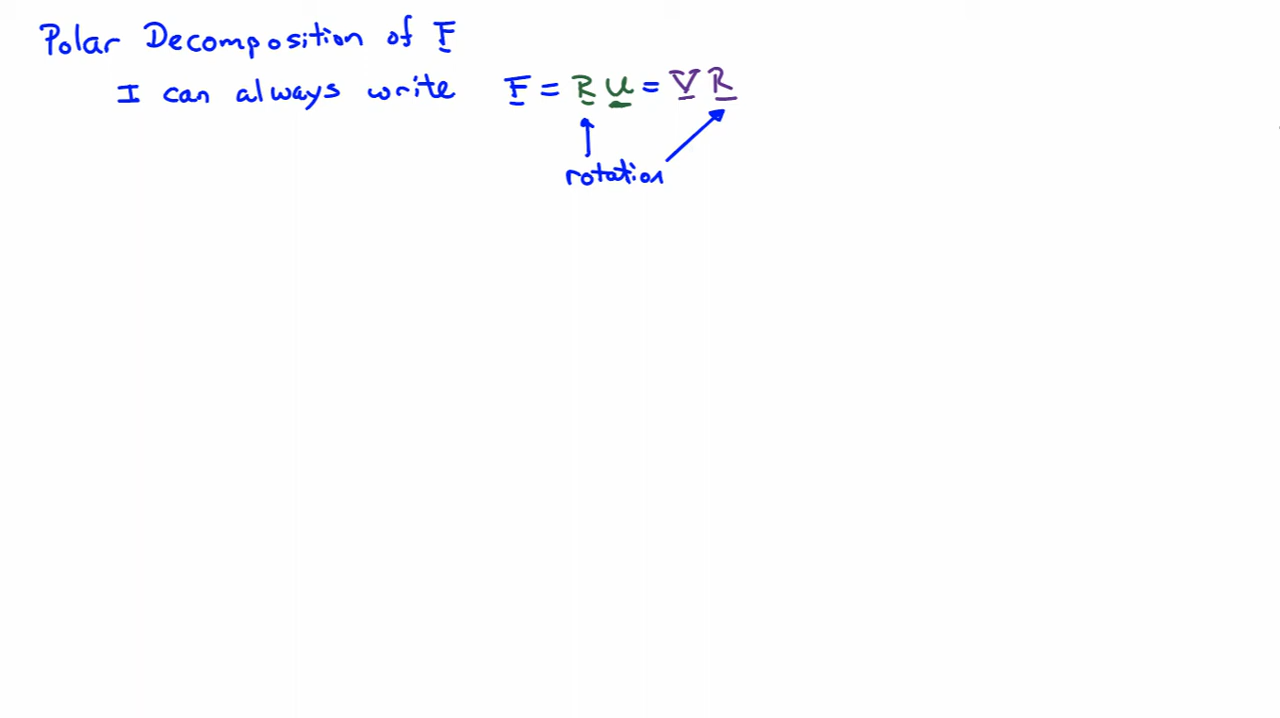 Polar Decomposition of F
I can always write F = R U = V R
rotation